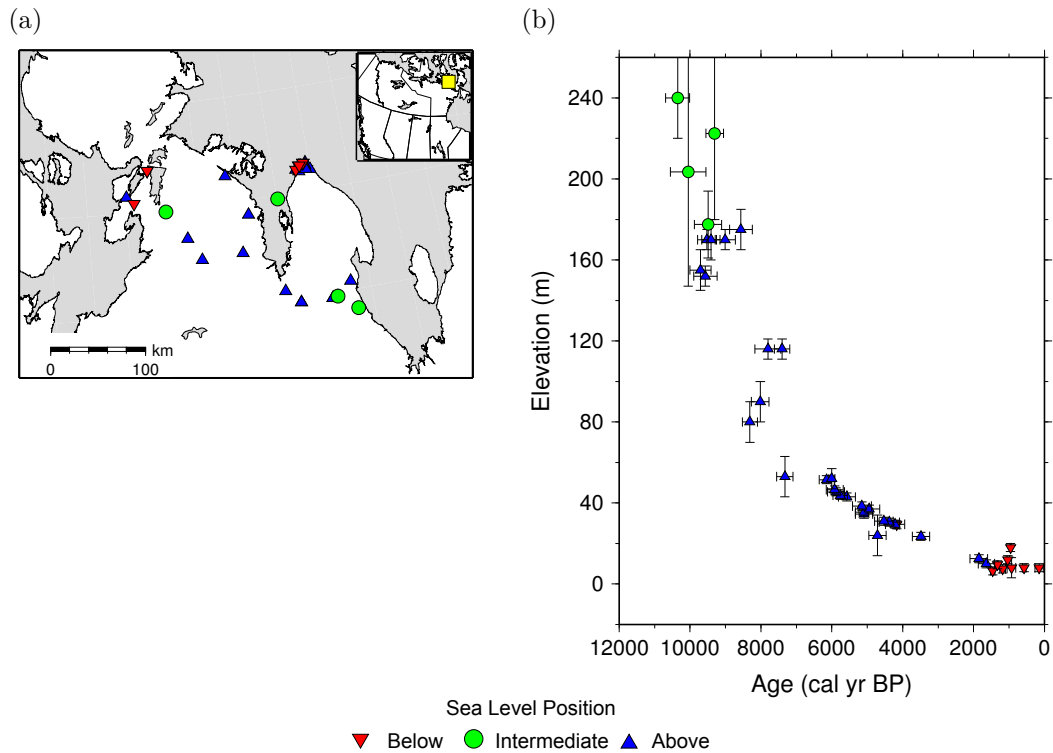 (a)
(b)
km
0 100
240
200
160
120
80
40
0
Elevation (m)
12000 10000 8000 6000 4000 2000 0
Age (cal yr BP)
Sea Level Position
Below Intermediate Above